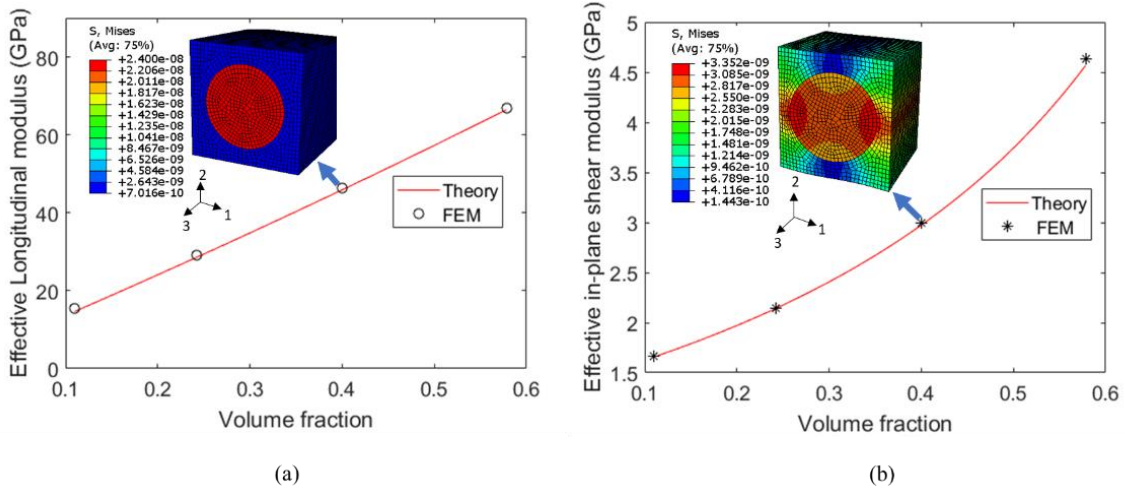 Effective Longitudinal modulus (GPa)
80
60
40
20
0
S, Mises
(Avg: 75%)
+2.400e-08
+2.206e-08
+2.011e-08
+1.817e-08
+1.623e-08
+1.429e-08
+1.235e-08
+1.041e-08
+8.467e-09
+6.526e-09
+4.584e-09
+2.643e-09
+7.016e-10
2
1
3
Theory
FEM
0.1 0.2 0.3 0.4 0.5 0.6
Volume fraction
(a)
Effective in-plane shear modulus (GPa)
5
4.5
4
3.5
3
2.5
2
1.5
S, Mises
(Avg: 75%)
+3.352e-09
+3.085e-09
+2.817e-09
+2.550e-09
+2.283e-09
+2.015e-09
+1.748e-09
+1.481e-09
+1.214e-09
+9.462e-10
+6.789e-10
+4.116e-10
+1.443e-10
2
1
3
Theory
FEM
0.1 0.2 0.3 0.4 0.5 0.6
Volume fraction
(b)